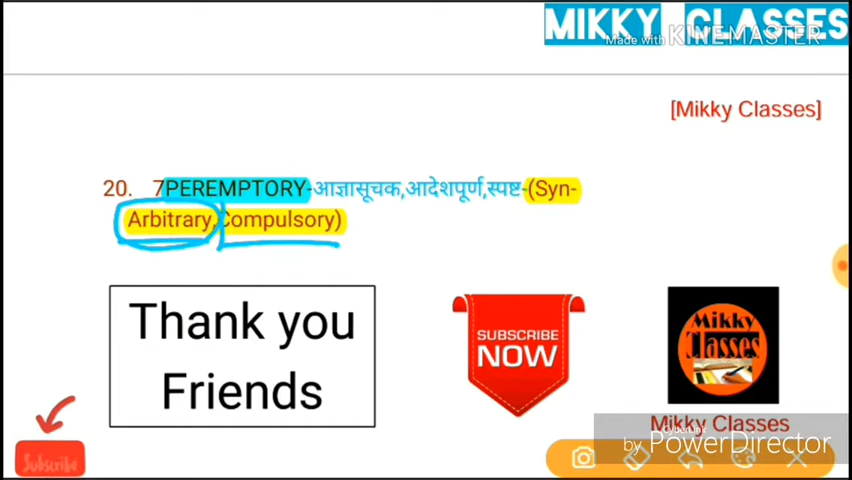 MIKKY CLASSES
Made with KINEMASTER
[Mikky Classes]
20. 7PEREMPTORY-आज्ञासूचक,आदेशपूर्ण,स्पष्ट-(Syn-
Arbitrary,Compulsory)
Thank you
Friends
SUBSCRIBE
NOW
Mikky
Classes
Mikky Classes
CyberLink
by PowerDirector
Subscribe